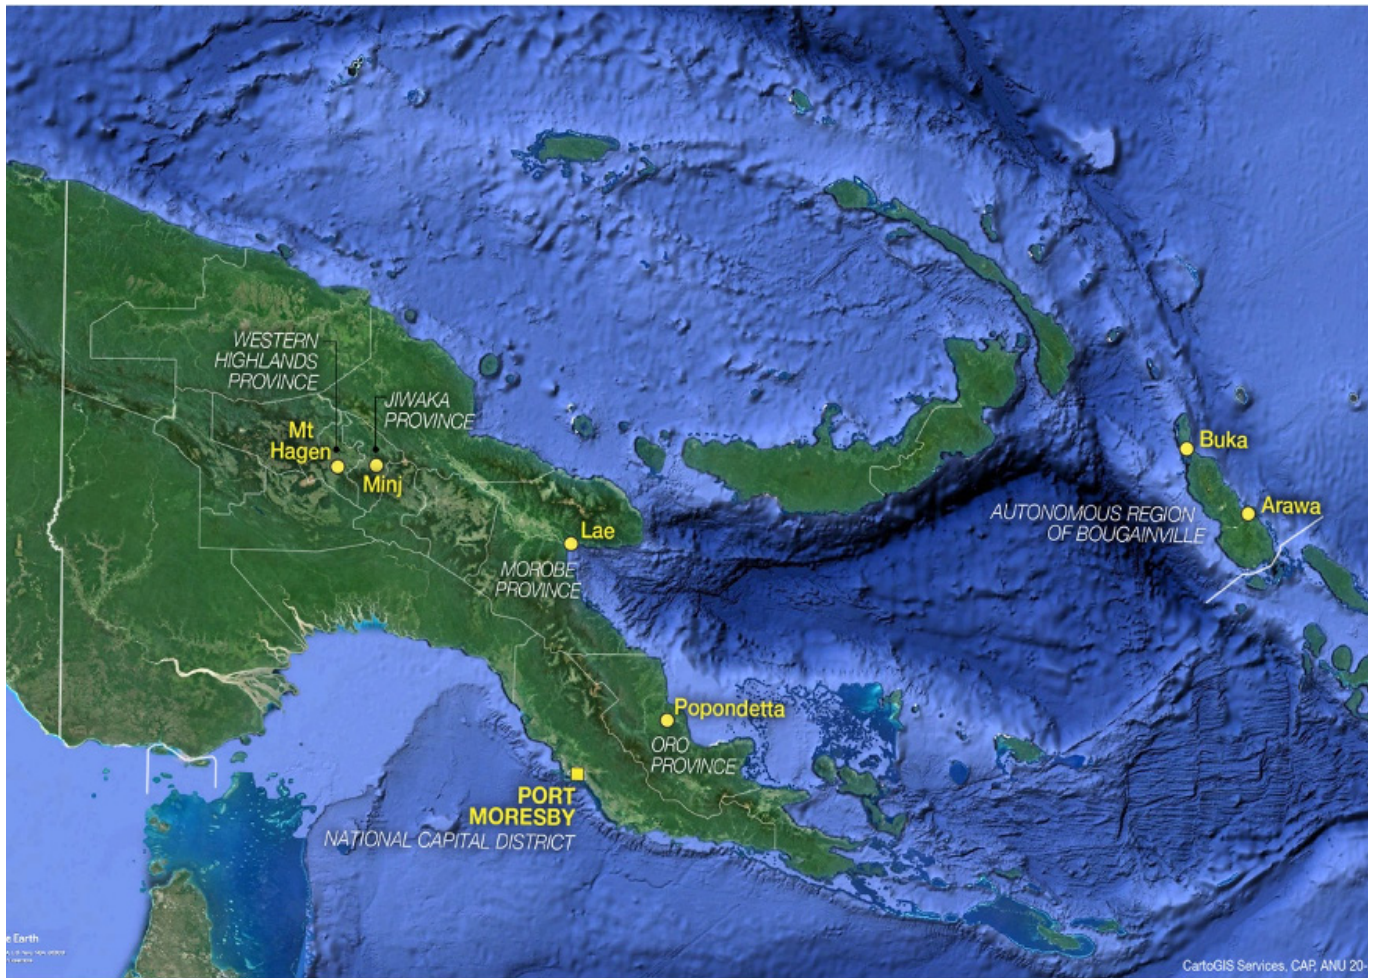 WESTERN
HIGHLANDS
PROVINCE
JIWAKA
PROVINCE
Mt
Hagen
Minj
Buka
Arawa
AUTONOMOUS REGION
OF BOUGAINVILLE
Lae
MOROBE
PROVINCE
Popondetta
ORO
PROVINCE
PORT
MORESBY
NATIONAL CAPITAL DISTRICT
e Earth
CartoGIS Services, CAP, ANU 20-